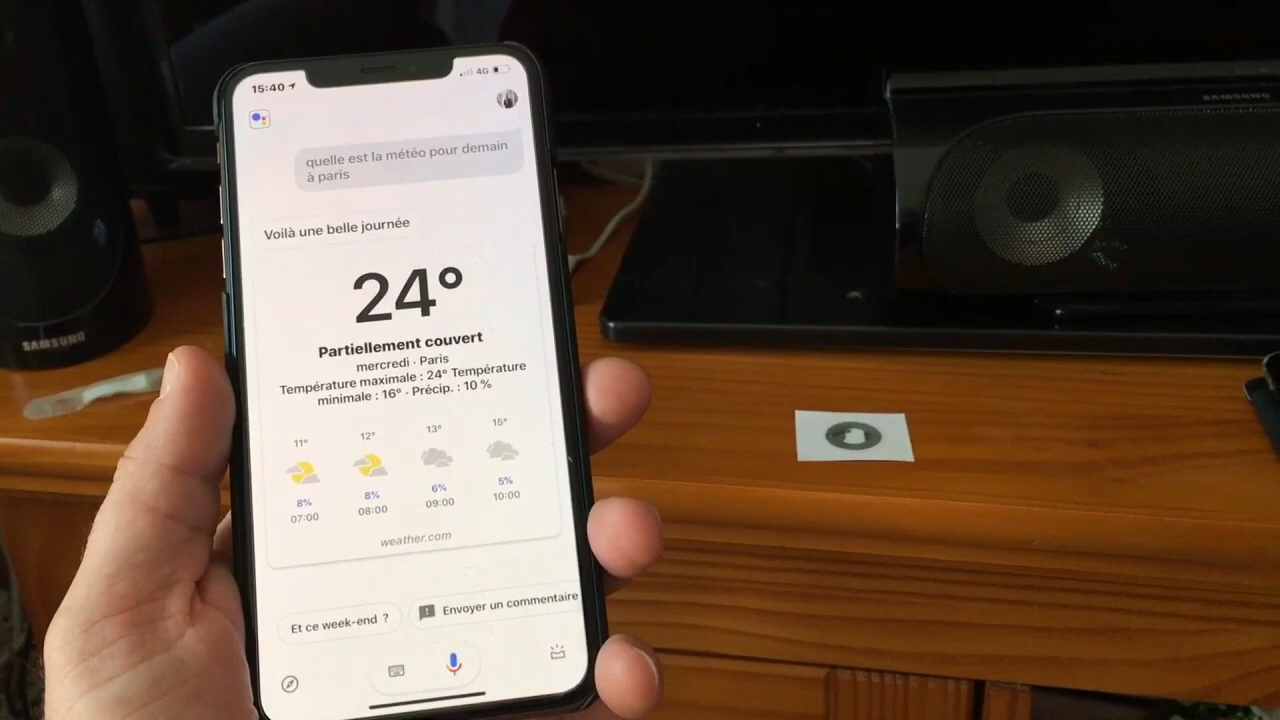 15:40
4G
quelle est la météo pour demain
à paris
Voilà une belle journée
24°
Partiellement couvert
mercredi · Paris
Température maximale : 24° Température
minimale : 16° · Précip. : 10 %
11° 12° 13° 15°
8% 8% 6% 5%
07:00 08:00 09:00 10:00
weather.com
Et ce week-end ?
Envoyer un commentaire
SAMSUNG
SAMSUNG